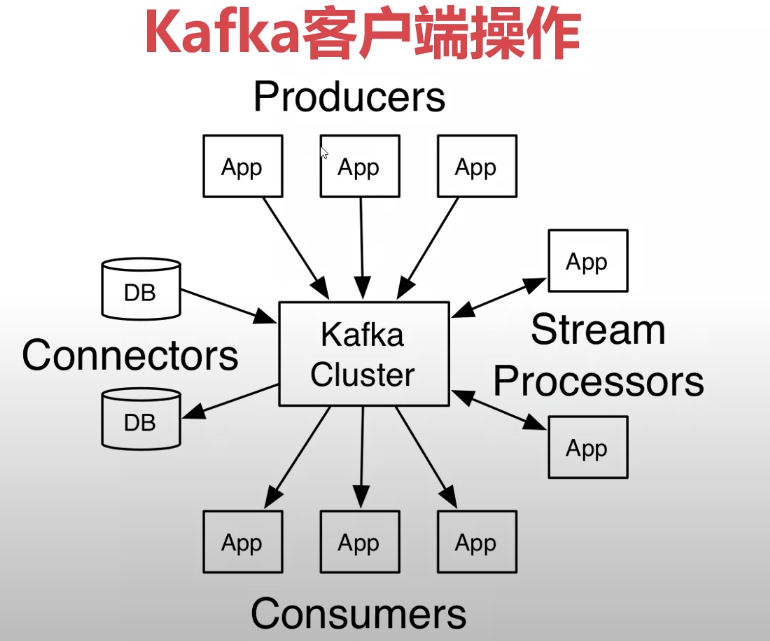 Kafka客户端操作
Producers
App
App
App
App
DB
Kafka
Cluster
Stream
Processors
Connectors
DB
App
App
App
App
Consumers